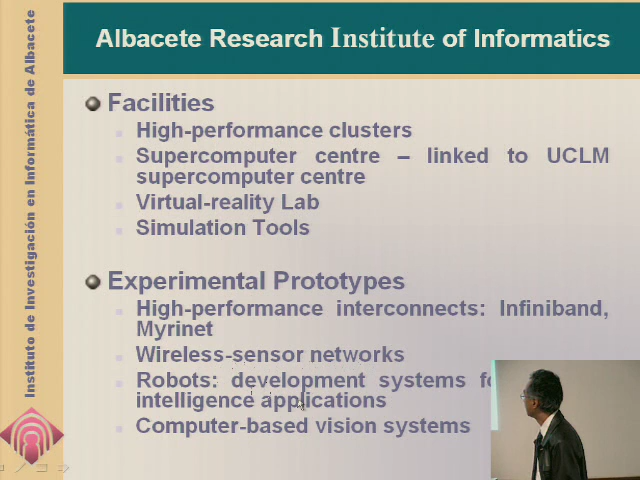 Albacete Research Institute of Informatics
Instituto de Investigación en Informática de Albacete
Facilities
High-performance clusters
Supercomputer centre – linked to UCLM
supercomputer centre
Virtual-reality Lab
Simulation Tools
Experimental Prototypes
High-performance interconnects: Infiniband,
Myrinet
Wireless-sensor networks
Robots: development systems
intelligence applications
Computer-based vision systems